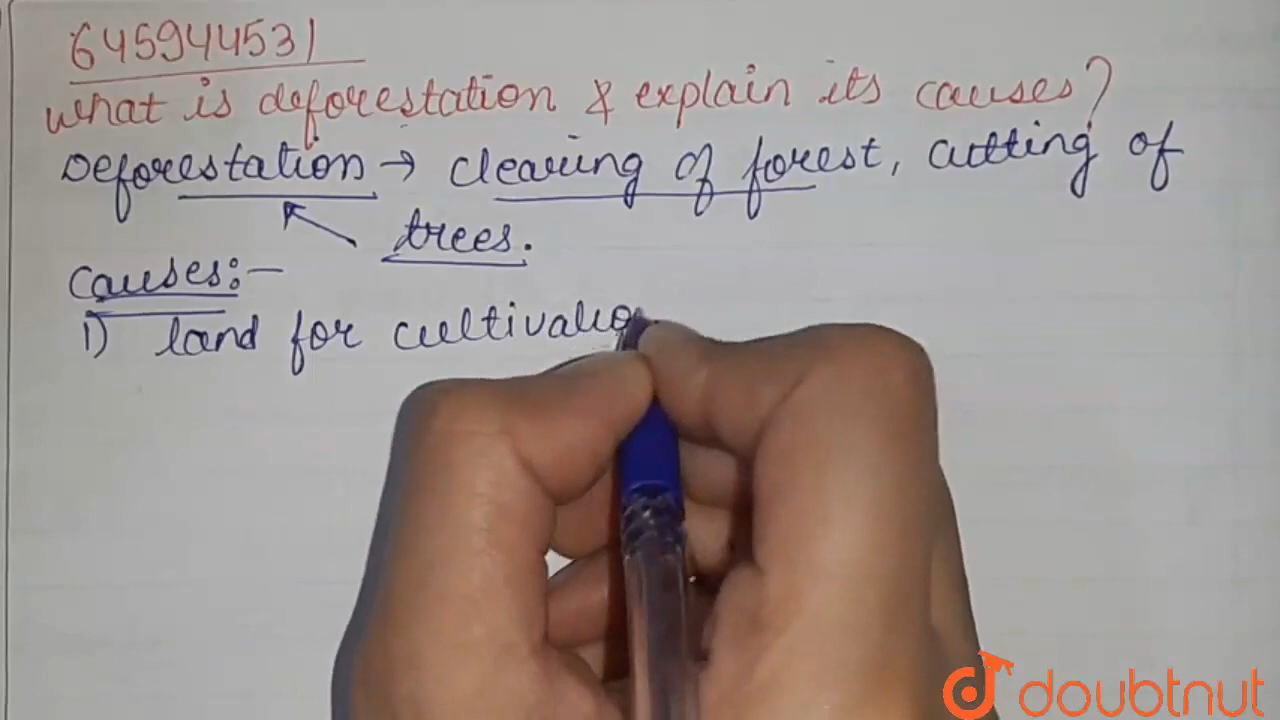 645944531
What is deforestation & explain its causes?
Deforestation → clearing of forest, cutting of
trees.
Causes:—
1) land for cultivatio
doubtnut